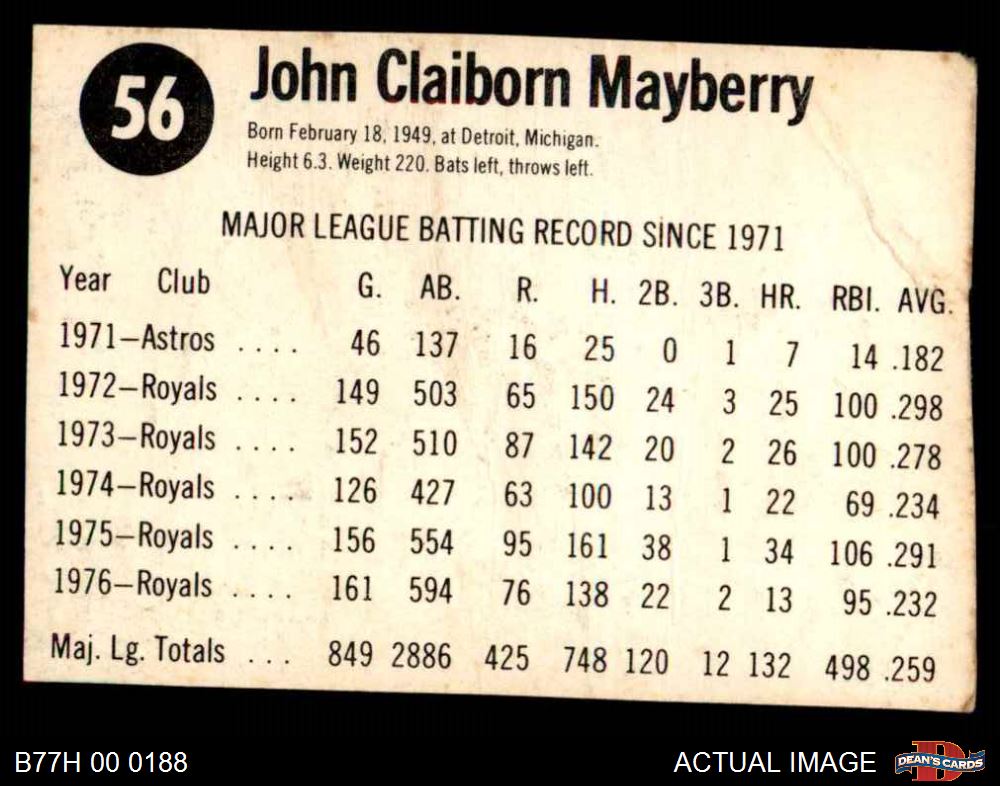 56
John Claiborn Mayberry
Born February 18, 1949, at Detroit, Michigan.
Height 6.3. Weight 220. Bats left, throws left.
MAJOR LEAGUE BATTING RECORD SINCE 1971
Year Club G. AB. R. H. 2B. 3B. HR. RBI. AVG.
1971—Astros .... 46 137 16 25 0 1 7 14 .182
1972—Royals .... 149 503 65 150 24 3 25 100 .298
1973—Royals .... 152 510 87 142 20 2 26 100 .278
1974—Royals .... 126 427 63 100 13 1 22 69 .234
1975—Royals .... 156 554 95 161 38 1 34 106 .291
1976—Royals .... 161 594 76 138 22 2 13 95 .232
Maj. Lg. Totals ... 849 2886 425 748 120 12 132 498 .259
B77H 00 0188
ACTUAL IMAGE
D
DEAN'S CARDS